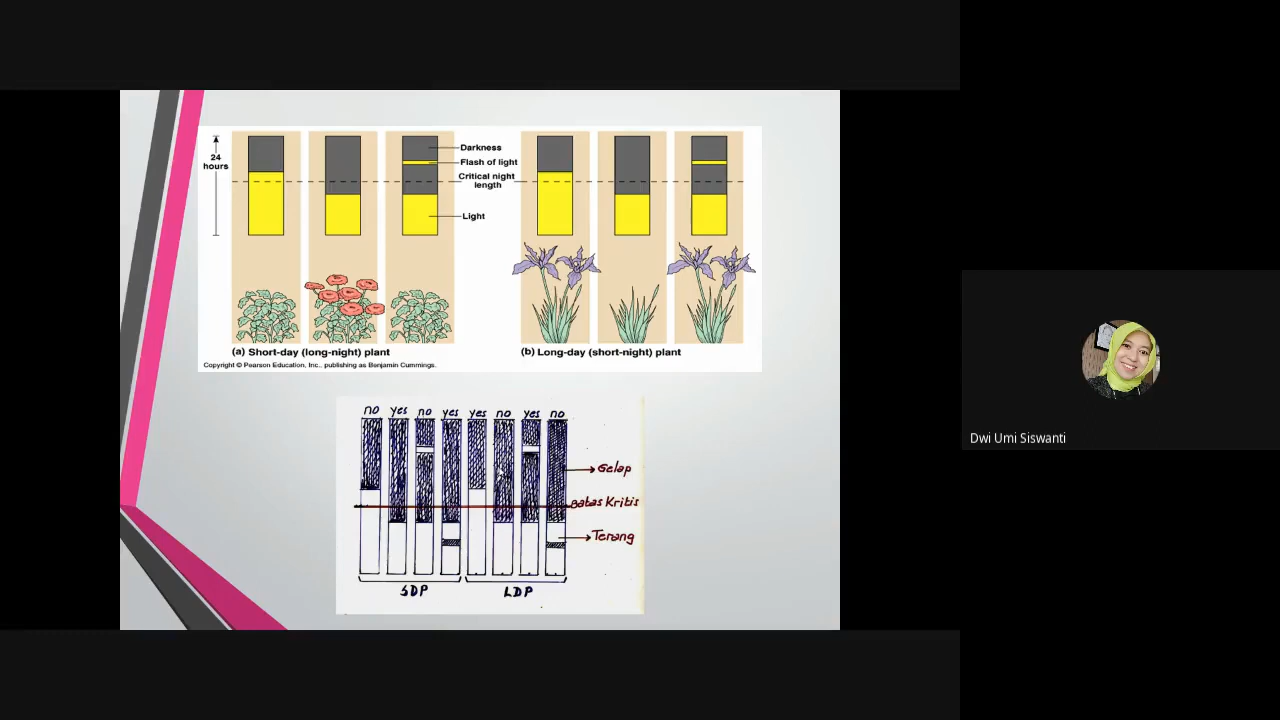 24
hours
Darkness
Flash of light
Critical night
length
Light
(a) Short-day (long-night) plant
(b) Long-day (short-night) plant
Copyright © Pearson Education, Inc., publishing as Benjamin Cummings.
no yes no yes yes no yes no
Gelap
Batas Kritis
Terang
SDP
LDP
Dwi Umi Siswanti